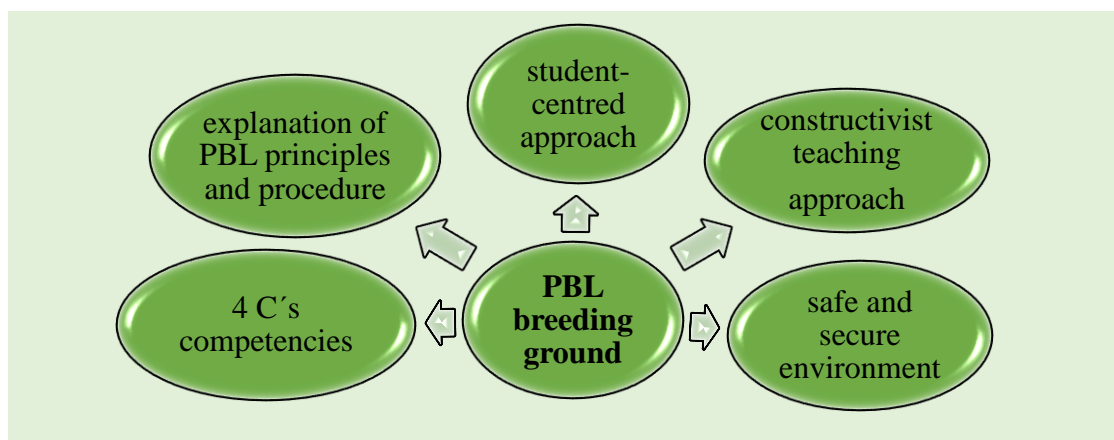 student-
centred
approach
explanation of
PBL principles
and procedure
constructivist
teaching
approach
4 C´s
competencies
PBL
breeding
ground
safe and
secure
environment